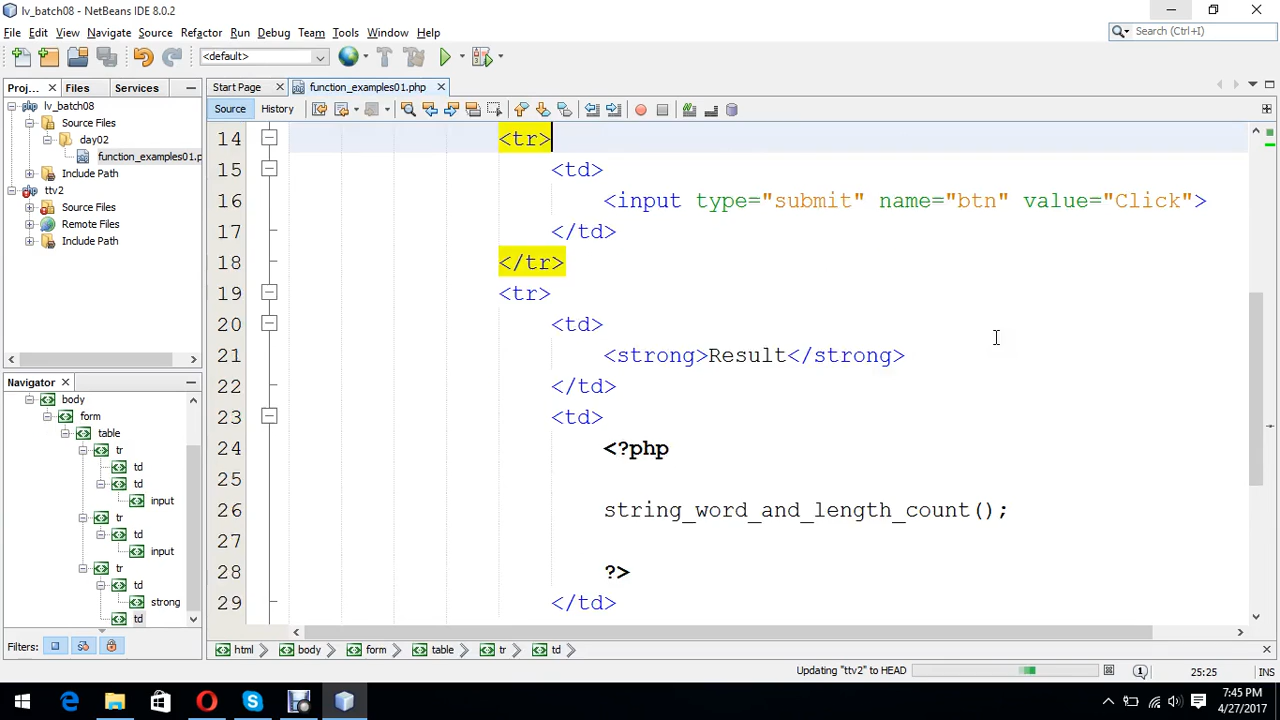 lv_batch08 - NetBeans IDE 8.0.2
File Edit View Navigate Source Refactor Run Debug Team Tools Window Help
Search (Ctrl+I)
<default>
Proj... Files Services
Start Page function_examples01.php
lv_batch08
Source Files
day02
function_examples01.p
Include Path
ttv2
Source Files
Remote Files
Include Path
Source History
14 <tr>
15 <td>
16 <input type="submit" name="btn" value="Click">
17 </td>
18 </tr>
19 <tr>
20 <td>
21 <strong>Result</strong>
22 </td>
23 <td>
24 <?php
25
26 string_word_and_length_count();
27
28 ?>
29 </td>
Navigator
body
form
table
tr
td
td
input
tr
td
input
tr
td
strong
td
Filters:
html body form table tr td
Updating "ttv2" to HEAD
1
25:25
INS
7:45 PM
4/27/2017